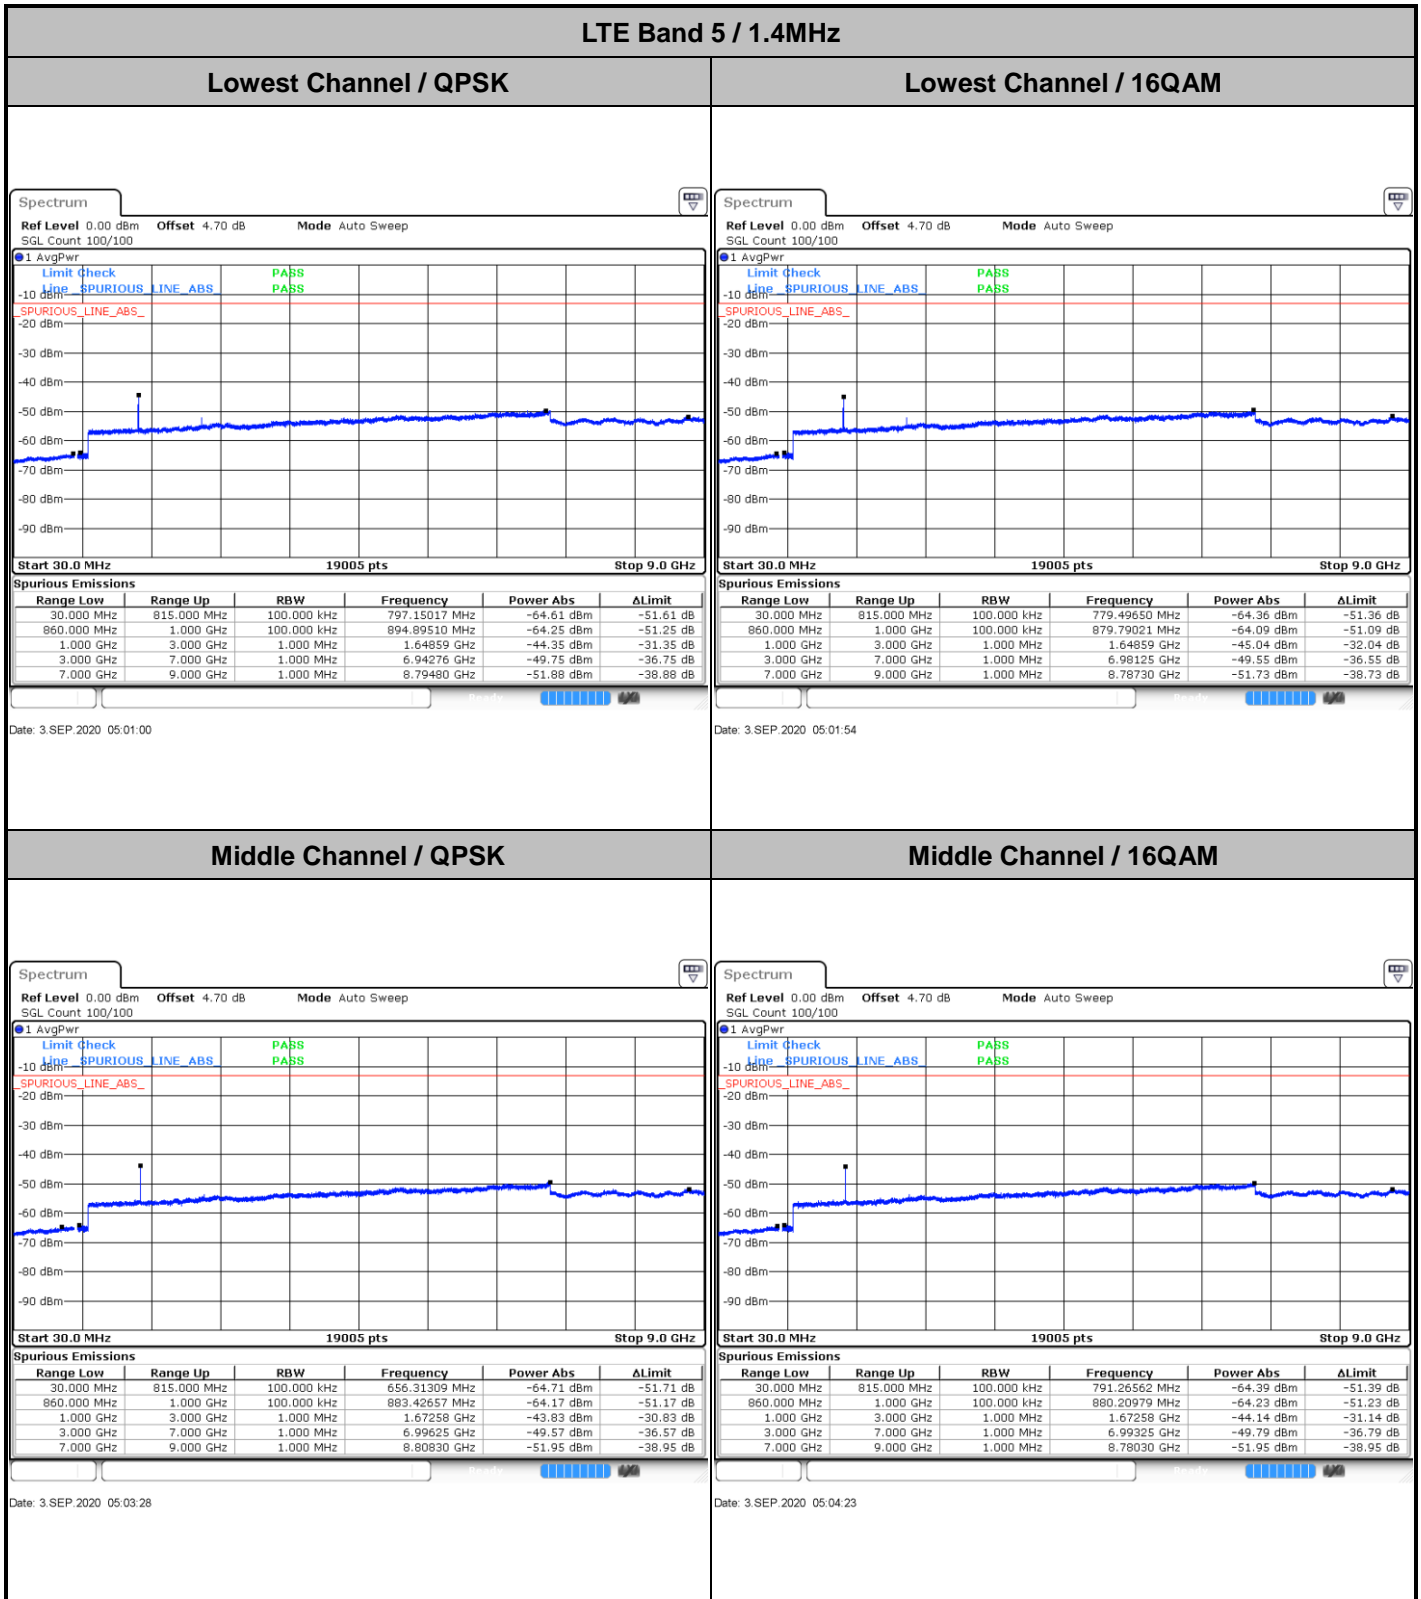 LTE Band 5 / 1.4MHz
Lowest Channel / QPSK
Lowest Channel / 16QAM
Spectrum
Ref Level 0.00 dBm Offset 4.70 dB Mode Auto Sweep
SGL Count 100/100
1 AvgPwr
Limit Check PASS
Line _SPURIOUS_LINE_ABS_ PASS
_SPURIOUS_LINE_ABS_
-10 dBm
-20 dBm
-30 dBm
-40 dBm
-50 dBm
-60 dBm
-70 dBm
-80 dBm
-90 dBm
Start 30.0 MHz 19005 pts Stop 9.0 GHz
Spurious Emissions
Range Low Range Up RBW Frequency Power Abs ΔLimit
30.000 MHz 815.000 MHz 100.000 kHz 797.15017 MHz -64.61 dBm -51.61 dB
860.000 MHz 1.000 GHz 100.000 kHz 894.89510 MHz -64.25 dBm -51.25 dB
1.000 GHz 3.000 GHz 1.000 MHz 1.64859 GHz -44.35 dBm -31.35 dB
3.000 GHz 7.000 GHz 1.000 MHz 6.94276 GHz -49.75 dBm -36.75 dB
7.000 GHz 9.000 GHz 1.000 MHz 8.79480 GHz -51.88 dBm -38.88 dB
Ready
Date: 3.SEP.2020 05:01:00
Spectrum
Ref Level 0.00 dBm Offset 4.70 dB Mode Auto Sweep
SGL Count 100/100
1 AvgPwr
Limit Check PASS
Line _SPURIOUS_LINE_ABS_ PASS
_SPURIOUS_LINE_ABS_
-10 dBm
-20 dBm
-30 dBm
-40 dBm
-50 dBm
-60 dBm
-70 dBm
-80 dBm
-90 dBm
Start 30.0 MHz 19005 pts Stop 9.0 GHz
Spurious Emissions
Range Low Range Up RBW Frequency Power Abs ΔLimit
30.000 MHz 815.000 MHz 100.000 kHz 779.49650 MHz -64.36 dBm -51.36 dB
860.000 MHz 1.000 GHz 100.000 kHz 879.79021 MHz -64.09 dBm -51.09 dB
1.000 GHz 3.000 GHz 1.000 MHz 1.64859 GHz -45.04 dBm -32.04 dB
3.000 GHz 7.000 GHz 1.000 MHz 6.98125 GHz -49.55 dBm -36.55 dB
7.000 GHz 9.000 GHz 1.000 MHz 8.78730 GHz -51.73 dBm -38.73 dB
Ready
Date: 3.SEP.2020 05:01:54
Middle Channel / QPSK
Middle Channel / 16QAM
Spectrum
Ref Level 0.00 dBm Offset 4.70 dB Mode Auto Sweep
SGL Count 100/100
1 AvgPwr
Limit Check PASS
Line _SPURIOUS_LINE_ABS_ PASS
_SPURIOUS_LINE_ABS_
-10 dBm
-20 dBm
-30 dBm
-40 dBm
-50 dBm
-60 dBm
-70 dBm
-80 dBm
-90 dBm
Start 30.0 MHz 19005 pts Stop 9.0 GHz
Spurious Emissions
Range Low Range Up RBW Frequency Power Abs ΔLimit
30.000 MHz 815.000 MHz 100.000 kHz 656.31309 MHz -64.71 dBm -51.71 dB
860.000 MHz 1.000 GHz 100.000 kHz 883.42657 MHz -64.17 dBm -51.17 dB
1.000 GHz 3.000 GHz 1.000 MHz 1.67258 GHz -43.83 dBm -30.83 dB
3.000 GHz 7.000 GHz 1.000 MHz 6.99625 GHz -49.57 dBm -36.57 dB
7.000 GHz 9.000 GHz 1.000 MHz 8.80830 GHz -51.95 dBm -38.95 dB
Ready
Date: 3.SEP.2020 05:03:28
Spectrum
Ref Level 0.00 dBm Offset 4.70 dB Mode Auto Sweep
SGL Count 100/100
1 AvgPwr
Limit Check PASS
Line _SPURIOUS_LINE_ABS_ PASS
_SPURIOUS_LINE_ABS_
-10 dBm
-20 dBm
-30 dBm
-40 dBm
-50 dBm
-60 dBm
-70 dBm
-80 dBm
-90 dBm
Start 30.0 MHz 19005 pts Stop 9.0 GHz
Spurious Emissions
Range Low Range Up RBW Frequency Power Abs ΔLimit
30.000 MHz 815.000 MHz 100.000 kHz 791.26562 MHz -64.39 dBm -51.39 dB
860.000 MHz 1.000 GHz 100.000 kHz 880.20979 MHz -64.23 dBm -51.23 dB
1.000 GHz 3.000 GHz 1.000 MHz 1.67258 GHz -44.14 dBm -31.14 dB
3.000 GHz 7.000 GHz 1.000 MHz 6.99325 GHz -49.79 dBm -36.79 dB
7.000 GHz 9.000 GHz 1.000 MHz 8.78030 GHz -51.95 dBm -38.95 dB
Ready
Date: 3.SEP.2020 05:04:23